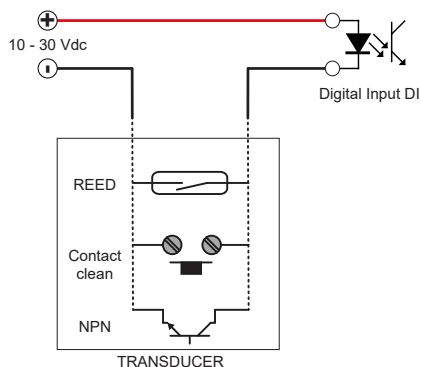 10 - 30 Vdc
Digital Input DI
REED
Contact
clean
NPN
TRANSDUCER